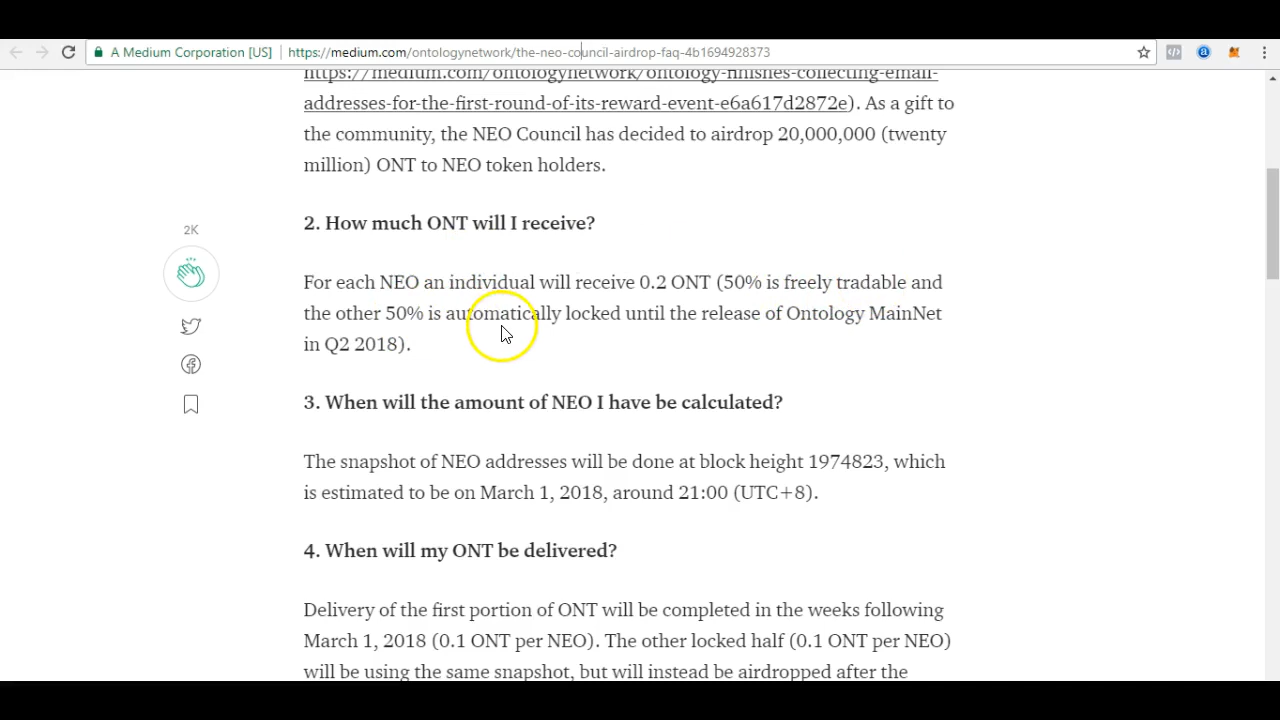 A Medium Corporation [US] https://medium.com/ontologynetwork/the-neo-council-airdrop-faq-4b1694928373
https://medium.com/ontologynetwork/ontology-finishes-collecting-email-
addresses-for-the-first-round-of-its-reward-event-e6a617d2872e). As a gift to
the community, the NEO Council has decided to airdrop 20,000,000 (twenty
million) ONT to NEO token holders.
2K
2. How much ONT will I receive?
For each NEO an individual will receive 0.2 ONT (50% is freely tradable and
the other 50% is automatically locked until the release of Ontology MainNet
in Q2 2018).
3. When will the amount of NEO I have be calculated?
The snapshot of NEO addresses will be done at block height 1974823, which
is estimated to be on March 1, 2018, around 21:00 (UTC+8).
4. When will my ONT be delivered?
Delivery of the first portion of ONT will be completed in the weeks following
March 1, 2018 (0.1 ONT per NEO). The other locked half (0.1 ONT per NEO)
will be using the same snapshot, but will instead be airdropped after the